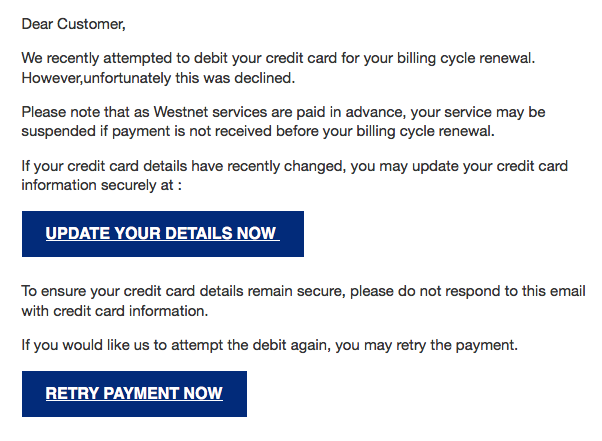 Dear Customer,
We recently attempted to debit your credit card for your billing cycle renewal.
However,unfortunately this was declined.
Please note that as Westnet services are paid in advance, your service may be
suspended if payment is not received before your billing cycle renewal.
If your credit card details have recently changed, you may update your credit card
information securely at :
UPDATE YOUR DETAILS NOW
To ensure your credit card details remain secure, please do not respond to this email
with credit card information.
If you would like us to attempt the debit again, you may retry the payment.
RETRY PAYMENT NOW